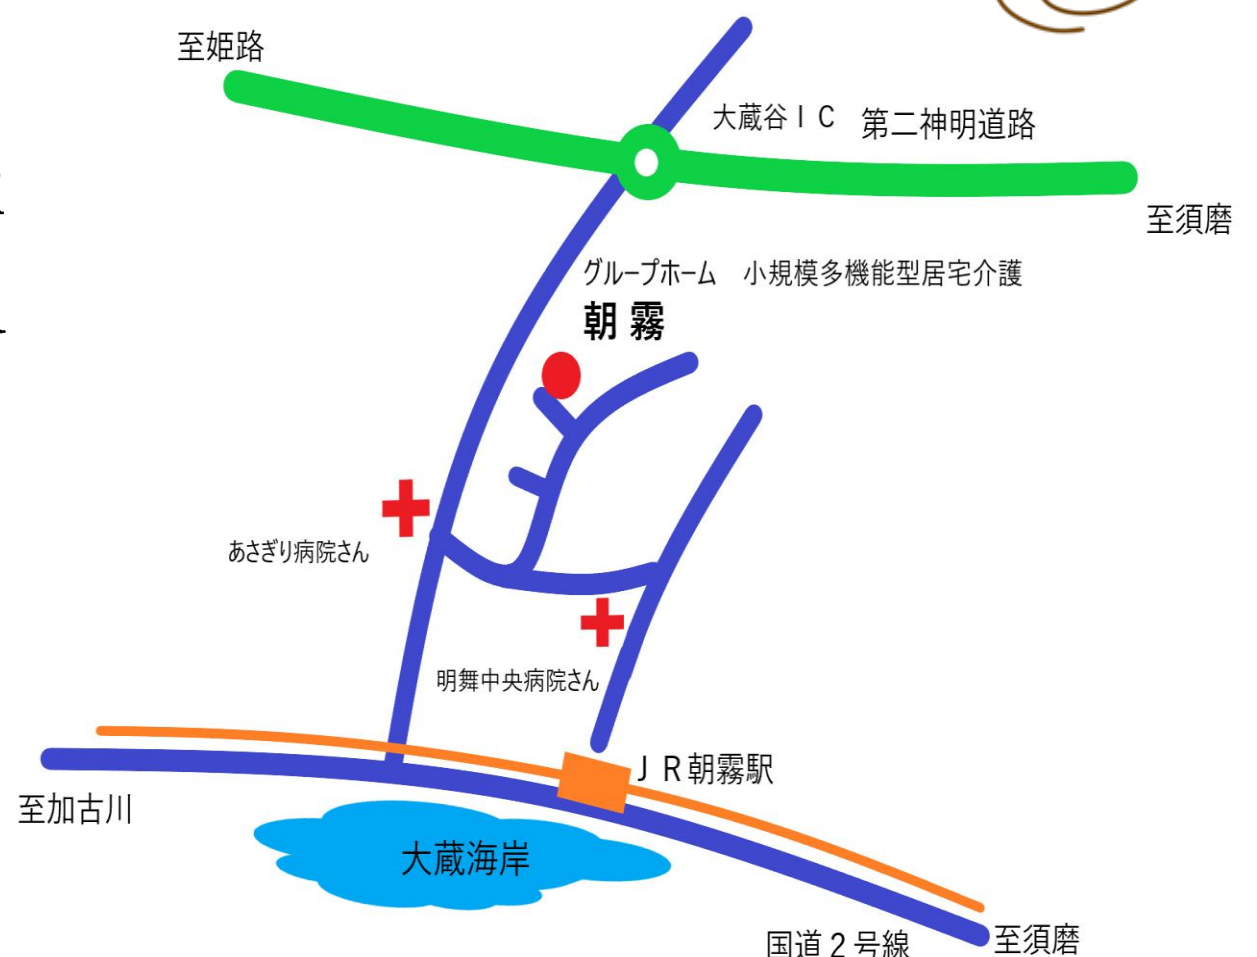 至姫路
大蔵谷ＩＣ　第二神明道路
至須磨
グループホーム　小規模多機能型居宅介護
朝 霧
あさぎり病院さん
明舞中央病院さん
ＪＲ朝霧駅
至加古川
大蔵海岸
国道２号線
至須磨